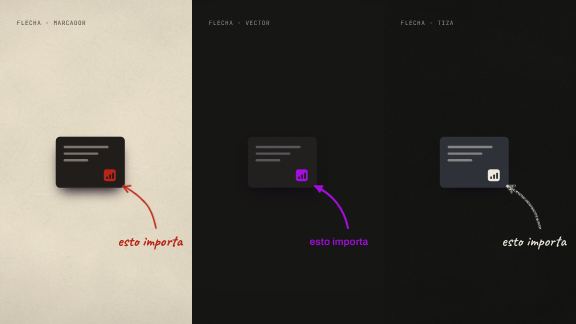 FLECHA · MARCADOR
esto importa
FLECHA · VECTOR
esto importa
FLECHA · TIZA
esto importa